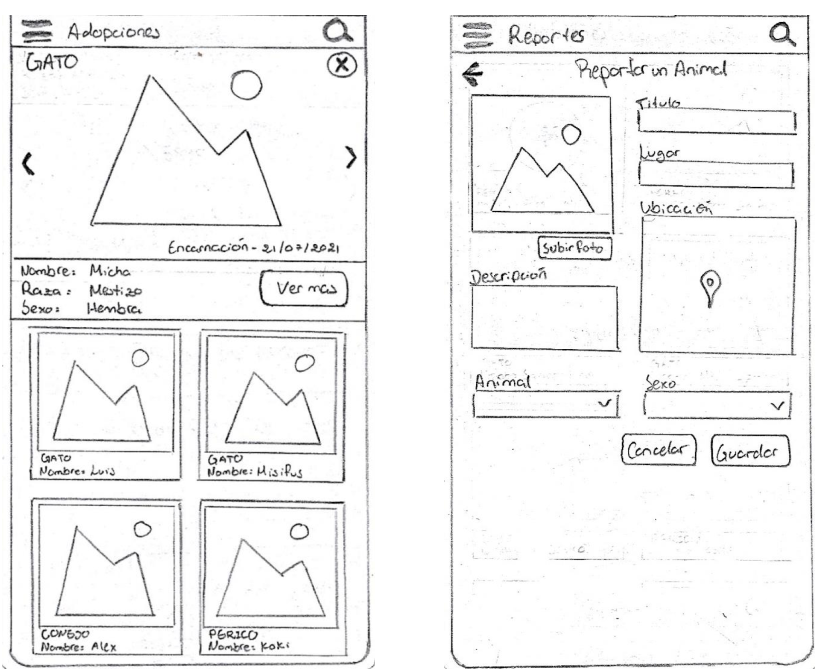 Adopciones
GATO
Encarnación - 21/07/2021
Nombre: Micha
Raza: Mestizo
Sexo: Hembra
Ver mas
GATO
Nombre: Luis
GATO
Nombre: Misifus
CONEJO
Nombre: Alex
PERICO
Nombre: Koki
Reportes
Reportar un Animal
Titulo
Lugar
Ubicación
Subir foto
Descripción
Animal
Sexo
Cancelar
Guardar